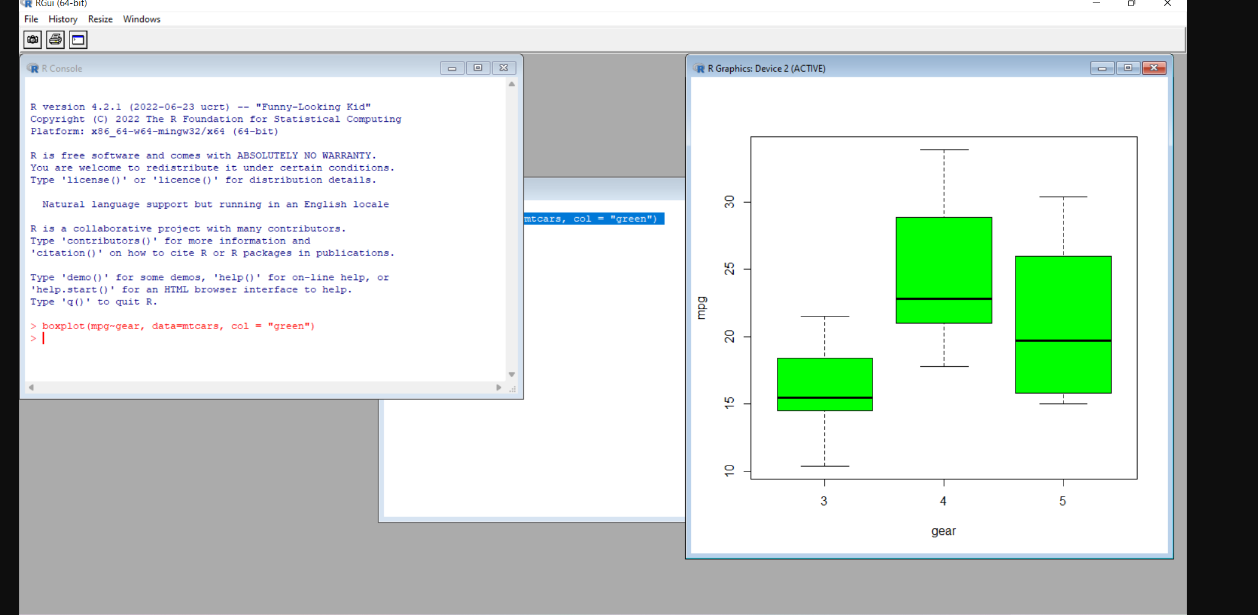 RGui (64-bit)
File History Resize Windows
R Console
R version 4.2.1 (2022-06-23 ucrt) -- "Funny-Looking Kid"
Copyright (C) 2022 The R Foundation for Statistical Computing
Platform: x86_64-w64-mingw32/x64 (64-bit)
R is free software and comes with ABSOLUTELY NO WARRANTY.
You are welcome to redistribute it under certain conditions.
Type 'license()' or 'licence()' for distribution details.
Natural language support but running in an English locale
R is a collaborative project with many contributors.
Type 'contributors()' for more information and
'citation()' on how to cite R or R packages in publications.
Type 'demo()' for some demos, 'help()' for on-line help, or
'help.start()' for an HTML browser interface to help.
Type 'q()' to quit R.
> boxplot(mpg~gear, data=mtcars, col = "green")
>
mtcars, col = "green")
R Graphics: Device 2 (ACTIVE)
mpg
30
25
20
15
10
3 4 5
gear